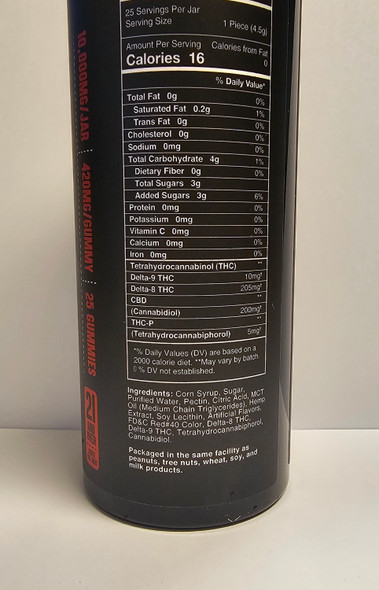 25 Servings Per Jar
Serving Size 1 Piece (4.5g)
Amount Per Serving Calories from Fat
Calories 16 0
% Daily Value*
Total Fat 0g 0%
Saturated Fat 0.2g 1%
Trans Fat 0g 0%
Cholesterol 0g 0%
Sodium 0mg 0%
Total Carbohydrate 4g 1%
Dietary Fiber 0g 0%
Total Sugars 3g
Added Sugars 3g 6%
Protein 0mg 0%
Potassium 0mg 0%
Vitamin C 0mg 0%
Calcium 0mg 0%
Iron 0mg 0%
Tetrahydrocannabinol (THC) **
Delta-9 THC 10mg*
Delta-8 THC 205mg*
CBD **
(Cannabidiol) 200mg*
THC-P **
(Tetrahydrocannabiphorol) 5mg*
*% Daily Values (DV) are based on a
2000 calorie diet. **May vary by batch
◊ % DV not established.
Ingredients: Corn Syrup, Sugar,
Purified Water, Pectin, Citric Acid, MCT
Oil (Medium Chain Triglycerides), Hemp
Extract, Soy Lecithin, Artificial Flavors,
FD&C Red#40 Color, Delta-8 THC,
Delta-9 THC, Tetrahydrocannabiphorol,
Cannabidiol.
Packaged in the same facility as
peanuts, tree nuts, wheat, soy, and
milk products.
10,000MG/JAR 420MG/GUMMY 25 GUMMIES